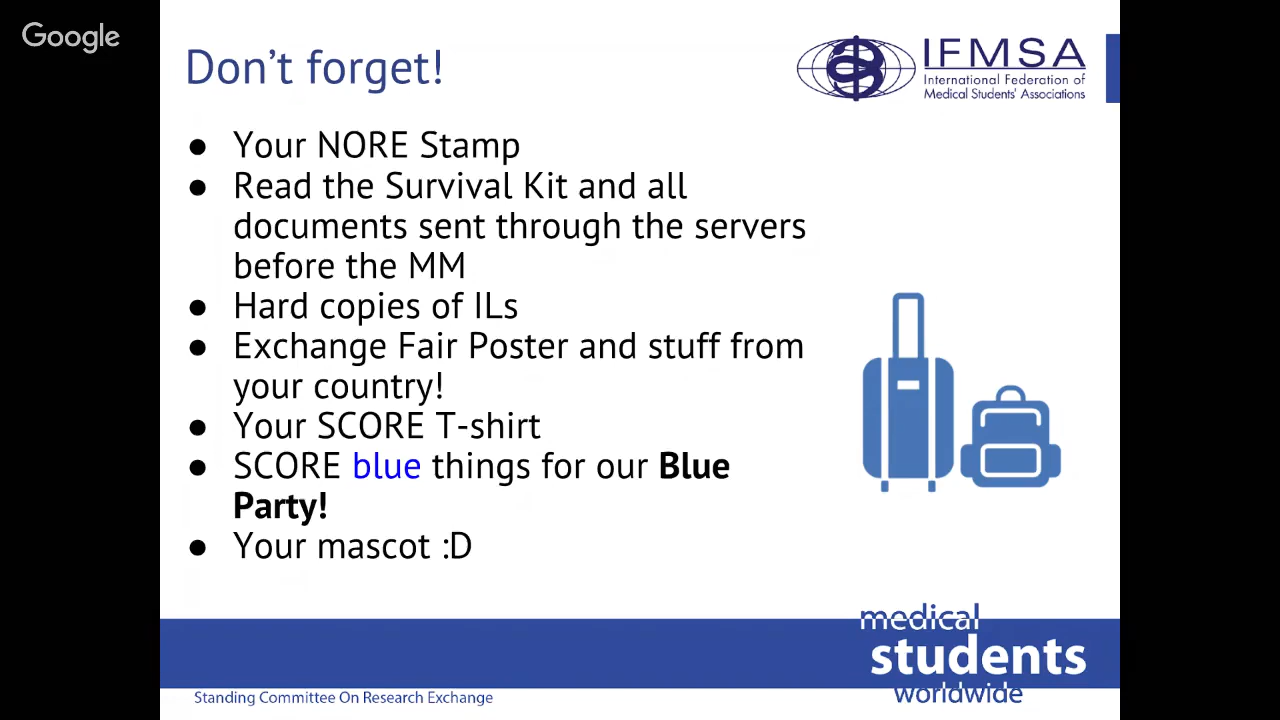 Google
Don't forget!
IFMSA
International Federation of
Medical Students' Associations
● Your NORE Stamp
● Read the Survival Kit and all
documents sent through the servers
before the MM
● Hard copies of ILs
● Exchange Fair Poster and stuff from
your country!
● Your SCORE T-shirt
● SCORE blue things for our Blue
Party!
● Your mascot :D
medical
students
worldwide
Standing Committee On Research Exchange